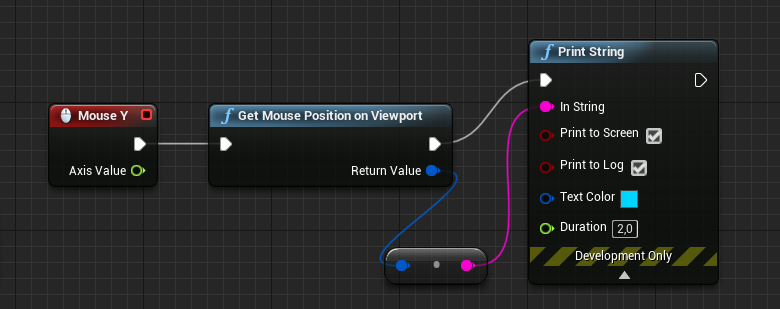 Mouse Y
Axis Value
Get Mouse Position on Viewport
Return Value
Print String
In String
Print to Screen
Print to Log
Text Color
Duration 2,0
Development Only